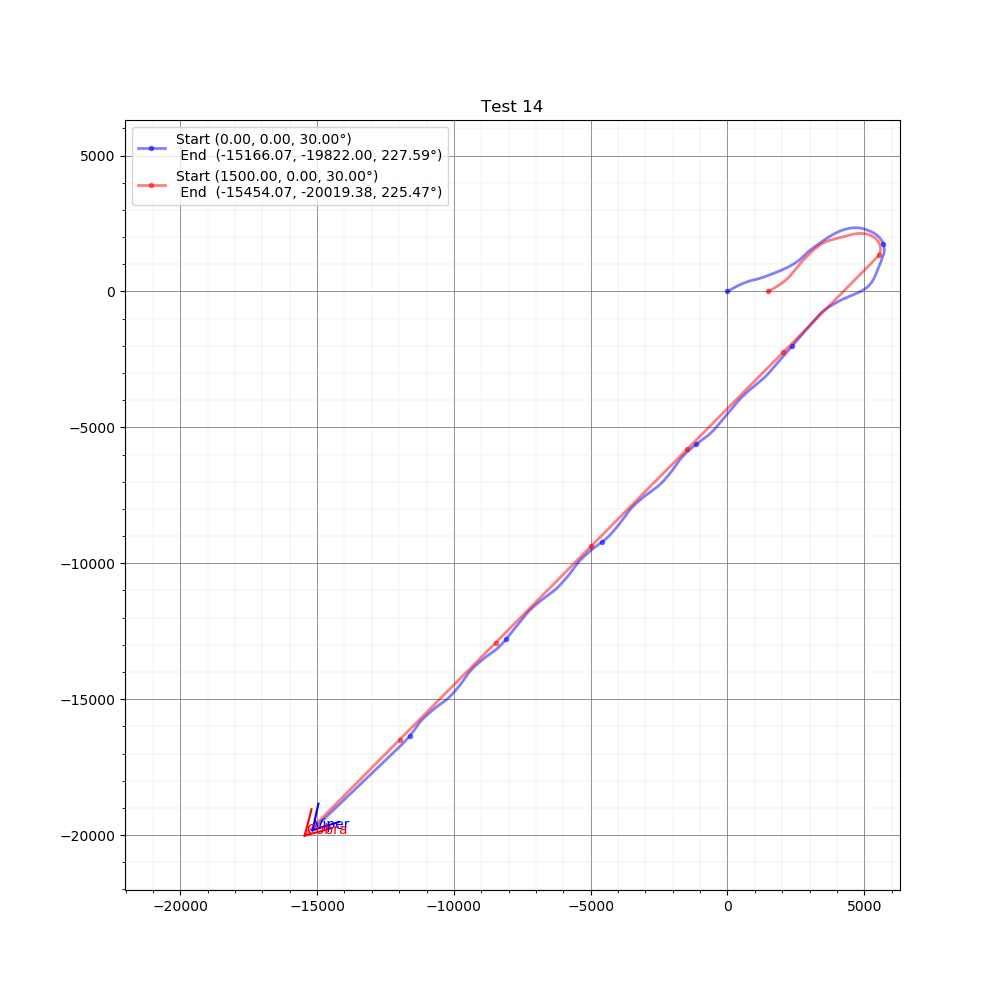 Test 14
Start (0.00, 0.00, 30.00°)
End (-15166.07, -19822.00, 227.59°)
Start (1500.00, 0.00, 30.00°)
End (-15454.07, -20019.38, 225.47°)
5000
0
−5000
−10000
−15000
−20000
Viper
Cobra
−20000 −15000 −10000 −5000 0 5000